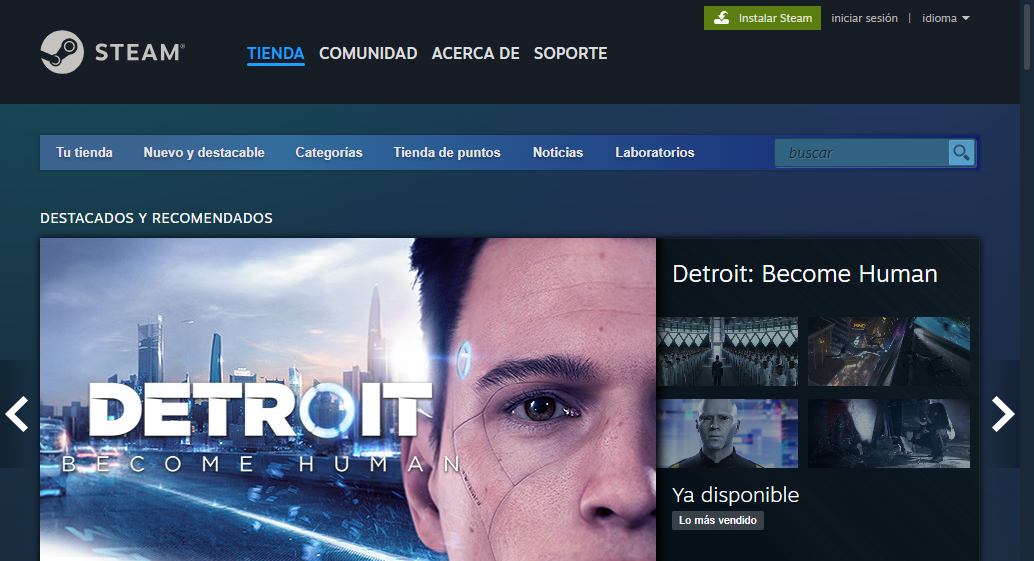 Instalar Steam iniciar sesión | idioma
STEAM®
TIENDA COMUNIDAD ACERCA DE SOPORTE
Tu tienda Nuevo y destacable Categorías Tienda de puntos Noticias Laboratorios buscar
DESTACADOS Y RECOMENDADOS
DETROIT
BECOME HUMAN
Detroit: Become Human
Ya disponible
Lo más vendido